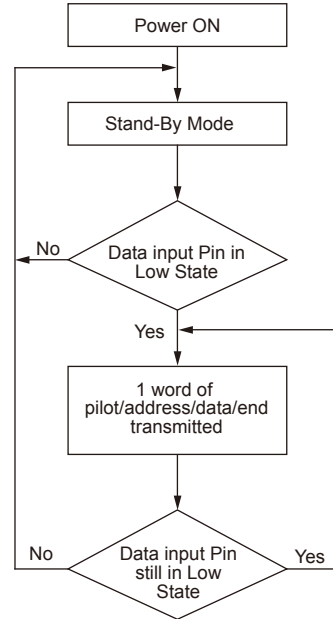 Power ON
Stand-By Mode
No
Data input Pin in
Low State
Yes
1 word of
pilot/address/data/end
transmitted
No
Data input Pin
still in Low
State
Yes